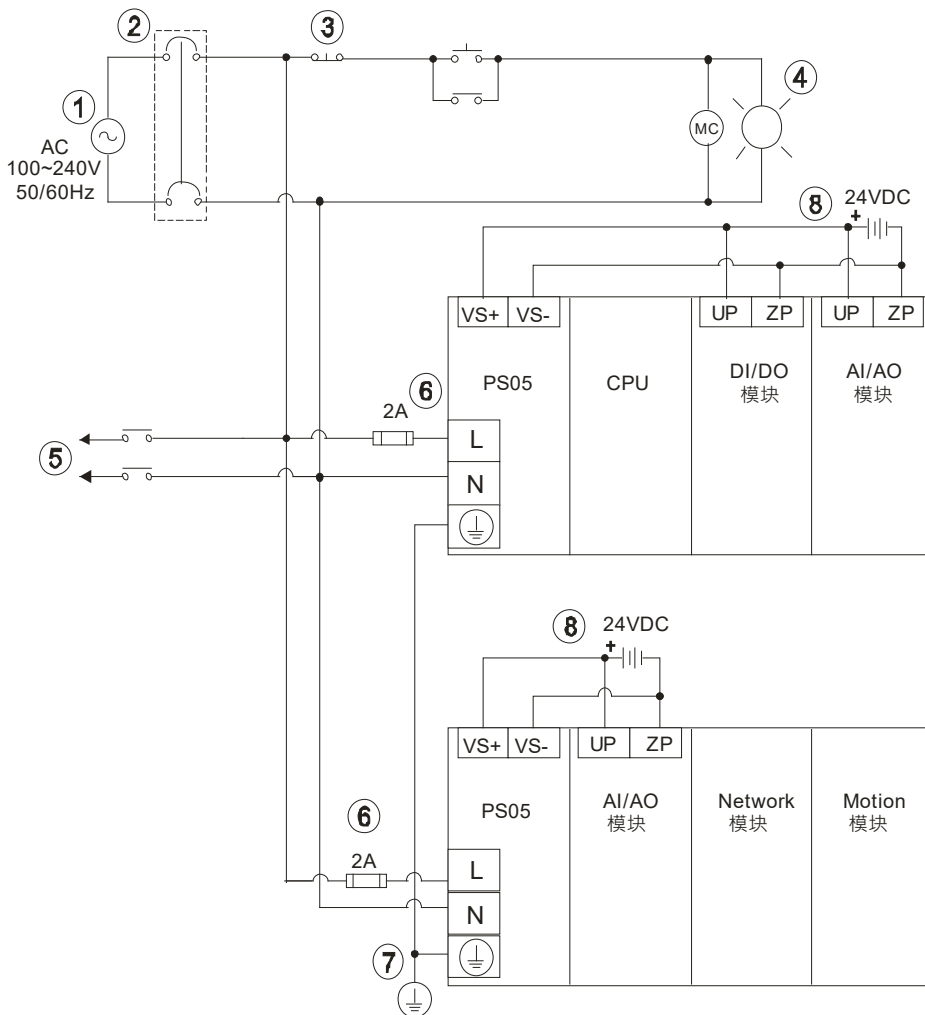 ② ③
① ④
AC
100~240V
50/60Hz
MC
⑧ 24VDC
+
VS+ VS- UP ZP UP ZP
PS05 CPU DI/DO AI/AO
模块 模块
⑥
2A
⑤ L
N
⑧ 24VDC
+
VS+ VS- UP ZP
PS05 AI/AO Network Motion
模块 模块 模块
⑥
2A
L
N
⑦